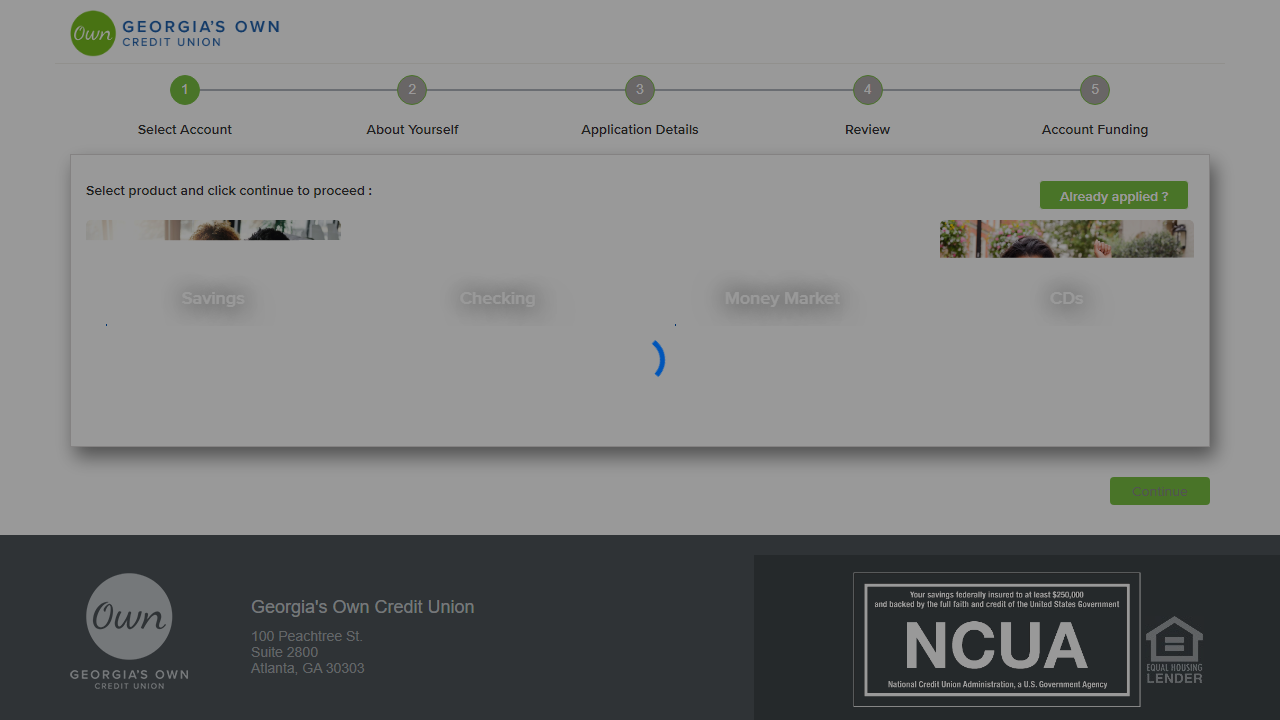 Own GEORGIA'S OWN
CREDIT UNION
1 2 3 4 5
Select Account About Yourself Application Details Review Account Funding
Select product and click continue to proceed :
Already applied ?
Savings Checking Money Market CDs
Continue
Own
GEORGIA'S OWN
CREDIT UNION
Georgia's Own Credit Union
100 Peachtree St.
Suite 2800
Atlanta, GA 30303
Your savings federally insured to at least $250,000
and backed by the full faith and credit of the United States Government
NCUA
National Credit Union Administration, a U.S. Government Agency
EQUAL HOUSING
LENDER